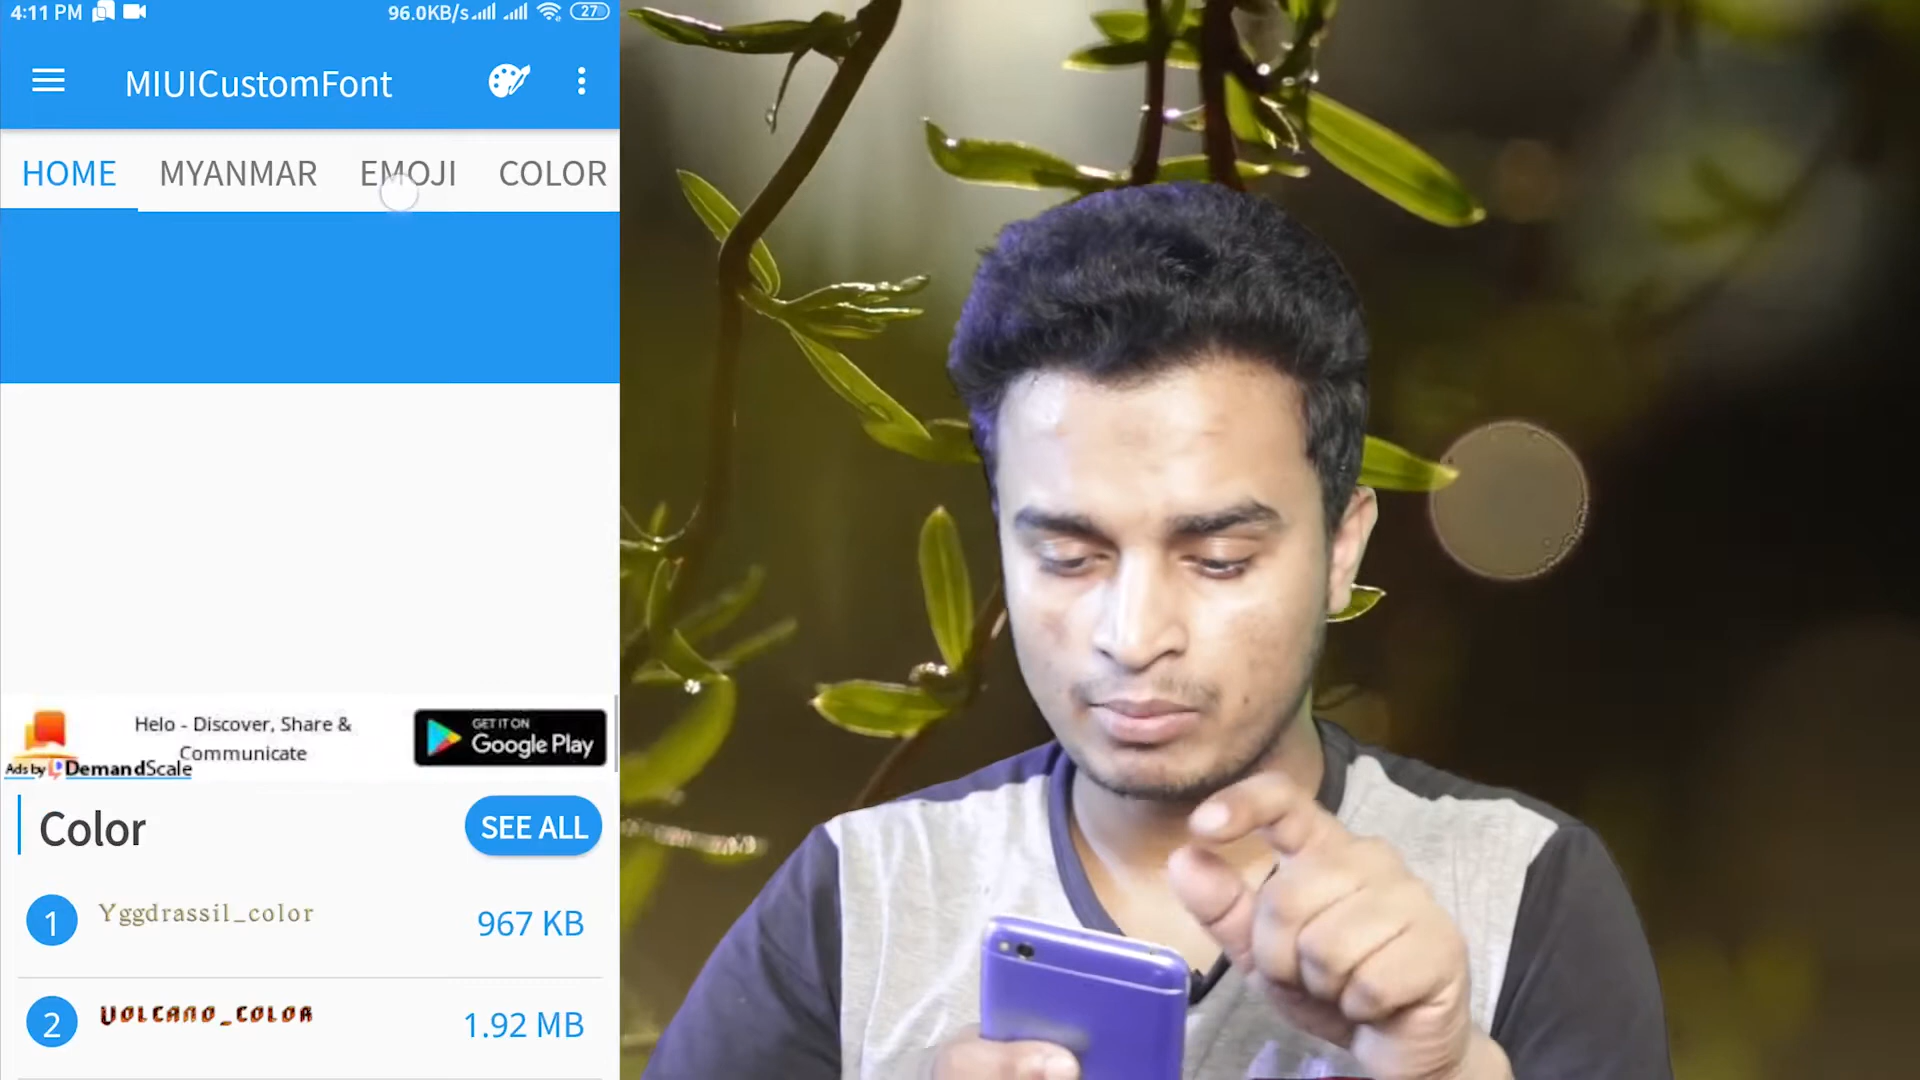 4:11 PM 96.0KB/s 27
MIUICustomFont
HOME MYANMAR EMOJI COLOR
Helo - Discover, Share &
Communicate
GET IT ON
Google Play
Ads by DemandScale
Color SEE ALL
1 Yggdrassil_color 967 KB
2 VOLCANO_COLOR 1.92 MB